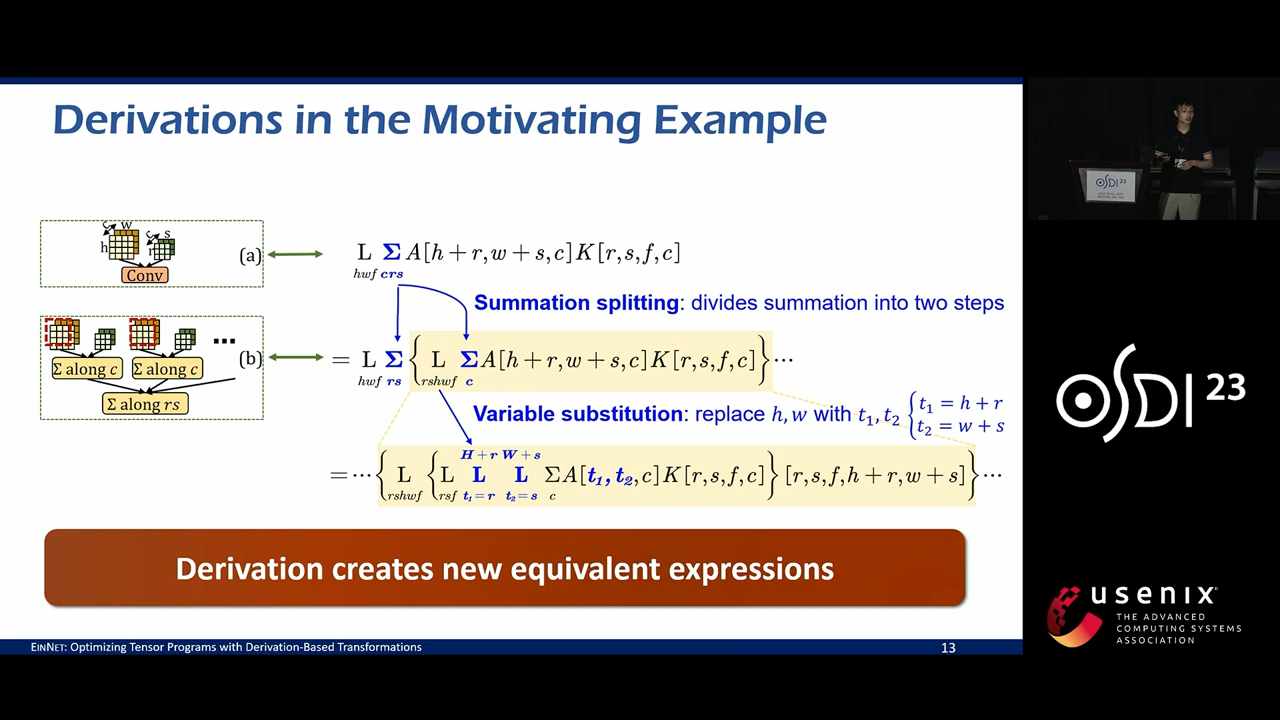 Derivations in the Motivating Example
h w c s r
Conv
(a)
L Σ A[h + r, w + s, c]K[r, s, f, c]
hwf crs
Summation splitting: divides summation into two steps
...
Σ along c Σ along c
Σ along rs
(b)
= L Σ { L Σ A[h + r, w + s, c]K[r, s, f, c]} ···
hwf rs rshwf c
Variable substitution: replace h, w with t₁, t₂ { t₁ = h + r
t₂ = w + s
H+r W+s
= ··· { L { L L L Σ A[t₁, t₂, c]K[r, s, f, c]} [r, s, f, h + r, w + s]} ···
rshwf rsf t₁=r t₂=s c
Derivation creates new equivalent expressions
EINNET: Optimizing Tensor Programs with Derivation-Based Transformations
13
OSDI 23
OSDI 23
usenix
THE ADVANCED
COMPUTING SYSTEMS
ASSOCIATION